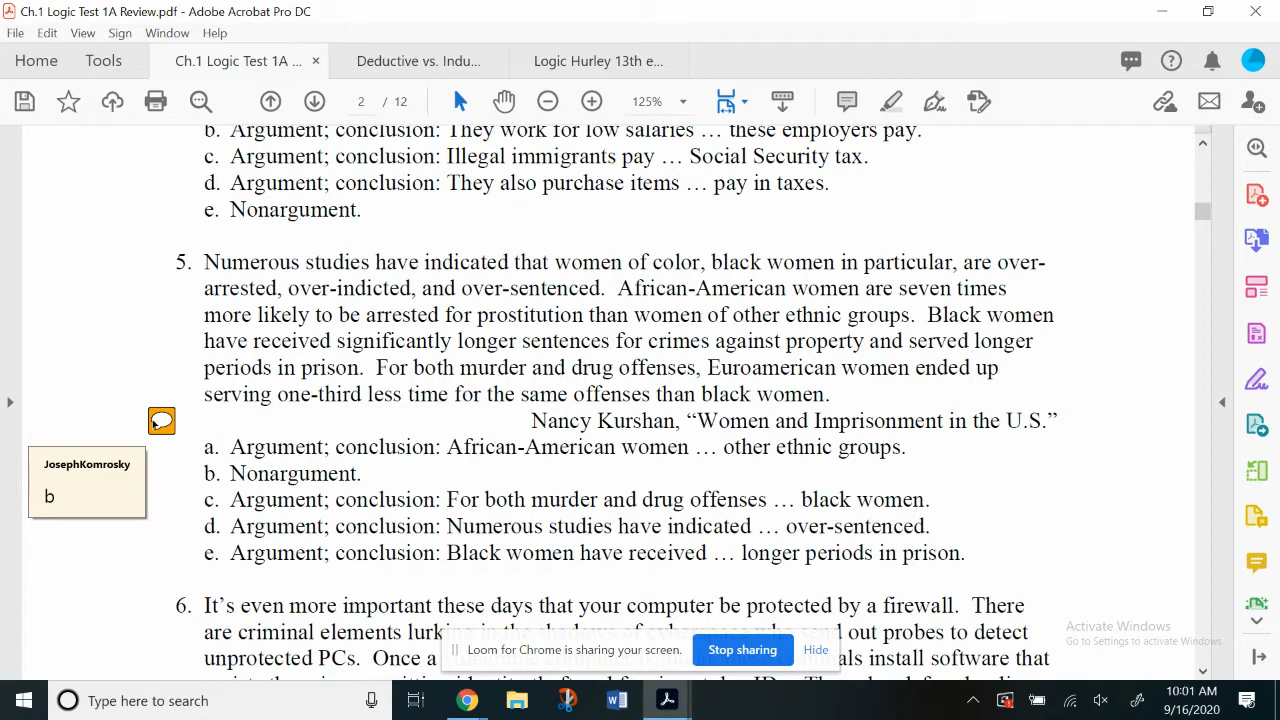 Ch.1 Logic Test 1A Review.pdf - Adobe Acrobat Pro DC
File Edit View Sign Window Help
Home Tools Ch.1 Logic Test 1A ... × Deductive vs. Indu... Logic Hurley 13th e...
2 / 12 125%
b. Argument; conclusion: They work for low salaries … these employers pay.
c. Argument; conclusion: Illegal immigrants pay … Social Security tax.
d. Argument; conclusion: They also purchase items … pay in taxes.
e. Nonargument.
5. Numerous studies have indicated that women of color, black women in particular, are over-
arrested, over-indicted, and over-sentenced. African-American women are seven times
more likely to be arrested for prostitution than women of other ethnic groups. Black women
have received significantly longer sentences for crimes against property and served longer
periods in prison. For both murder and drug offenses, Euroamerican women ended up
serving one-third less time for the same offenses than black women.
Nancy Kurshan, “Women and Imprisonment in the U.S.”
a. Argument; conclusion: African-American women … other ethnic groups.
b. Nonargument.
c. Argument; conclusion: For both murder and drug offenses … black women.
d. Argument; conclusion: Numerous studies have indicated … over-sentenced.
e. Argument; conclusion: Black women have received … longer periods in prison.
JosephKomrosky
b
6. It’s even more important these days that your computer be protected by a firewall. There
are criminal elements lurking in the shadows of cyberspace who send out probes to detect
unprotected PCs. Once a install software that
Activate Windows
Go to Settings to activate Windows.
Loom for Chrome is sharing your screen. Stop sharing Hide
Type here to search
10:01 AM
9/16/2020